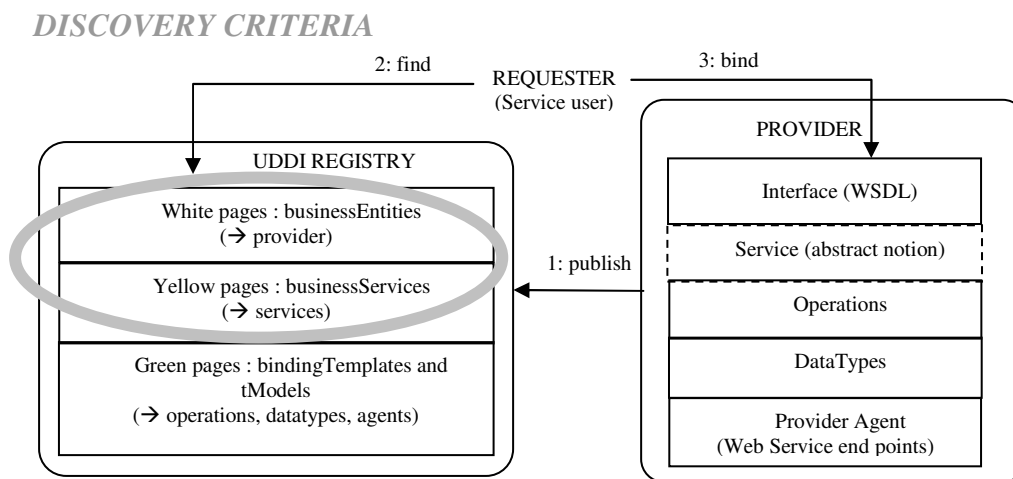 DISCOVERY CRITERIA
2: find
REQUESTER
(Service user)
3: bind
UDDI REGISTRY
White pages : businessEntities
(→ provider)
Yellow pages : businessServices
(→ services)
Green pages : bindingTemplates and
tModels
(→ operations, datatypes, agents)
1: publish
PROVIDER
Interface (WSDL)
Service (abstract notion)
Operations
DataTypes
Provider Agent
(Web Service end points)